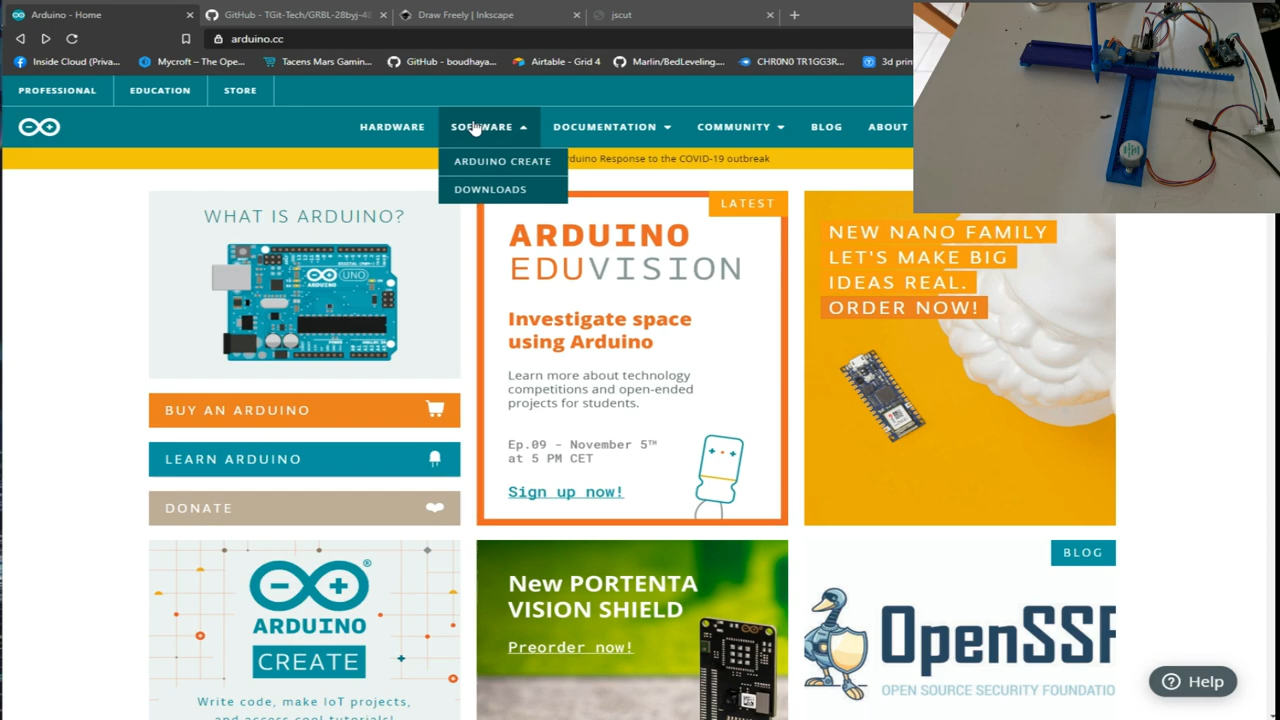 Arduino - Home
GitHub - TGit-Tech/GRBL-28byj-48
Draw Freely | Inkscape
jscut
arduino.cc
Inside Cloud (Priva...
Mycroft – The Ope...
Tacens Mars Gamin...
GitHub - boudhaya...
Airtable - Grid 4
Marlin/BedLeveling....
CHR0N0 TR1GG3R...
3d prin
PROFESSIONAL
EDUCATION
STORE
HARDWARE
SOFTWARE
DOCUMENTATION
COMMUNITY
BLOG
ABOUT
ARDUINO CREATE
DOWNLOADS
rduino Response to the COVID-19 outbreak
WHAT IS ARDUINO?
ARDUINO
UNO
BUY AN ARDUINO
LEARN ARDUINO
DONATE
LATEST
ARDUINO
EDUVISION
Investigate space
using Arduino
Learn more about technology
competitions and open-ended
projects for students.
Ep.09 – November 5™
at 5 PM CET
Sign up now!
NEW NANO FAMILY
LET'S MAKE BIG
IDEAS REAL.
ORDER NOW!
ARDUINO
CREATE
Write code, make IoT projects,
and access cool tutorials!
New PORTENTA
VISION SHIELD
Preorder now!
BLOG
OpenSSF
OPEN SOURCE SECURITY FOUNDATIO
Help